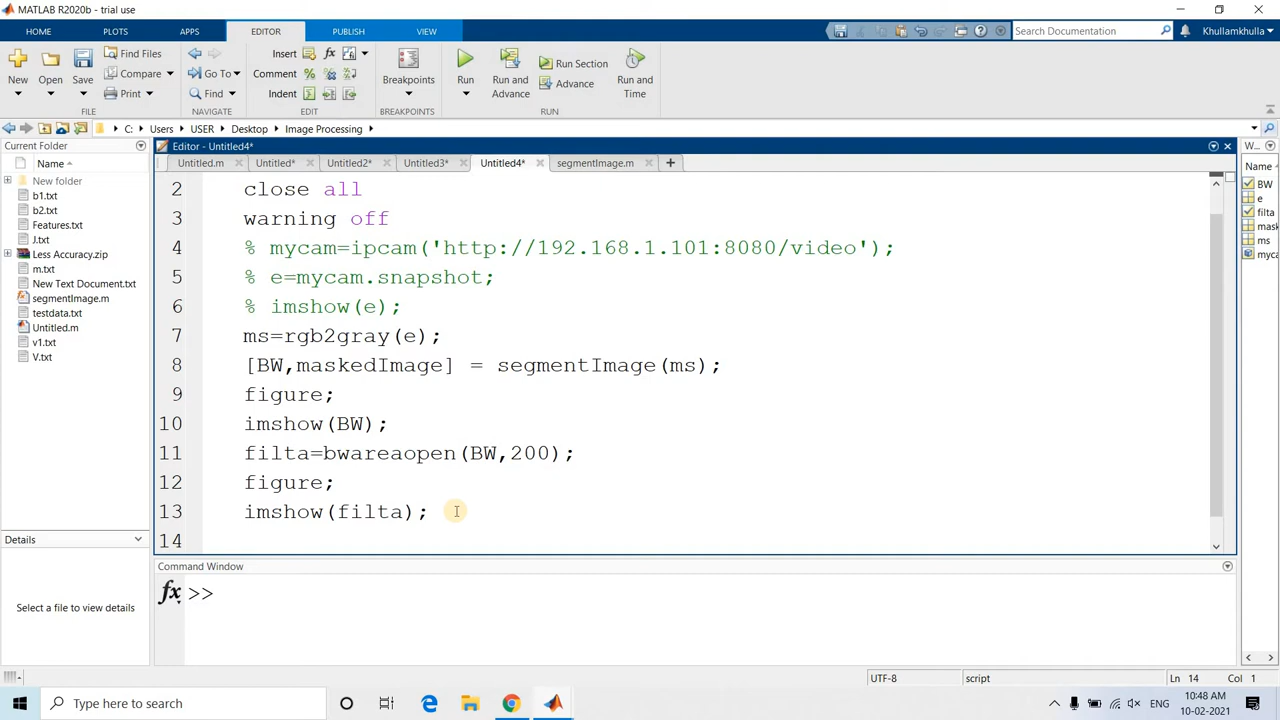 MATLAB R2020b - trial use
HOME PLOTS APPS EDITOR PUBLISH VIEW Search Documentation Khullamkhulla
New Open Save Find Files Compare Print
Go To Find
Insert Comment Indent
Breakpoints
Run Run and Advance Run Section Advance Run and Time
FILE NAVIGATE EDIT BREAKPOINTS RUN
C: Users USER Desktop Image Processing
Current Folder
Name
New folder
b1.txt
b2.txt
Features.txt
J.txt
Less Accuracy.zip
m.txt
New Text Document.txt
segmentImage.m
testdata.txt
Untitled.m
v1.txt
V.txt
Details
Select a file to view details
Editor - Untitled4*
Untitled.m Untitled* Untitled2* Untitled3* Untitled4* segmentImage.m
2 close all
3 warning off
4 % mycam=ipcam('http://192.168.1.101:8080/video');
5 % e=mycam.snapshot;
6 % imshow(e);
7 ms=rgb2gray(e);
8 [BW,maskedImage] = segmentImage(ms);
9 figure;
10 imshow(BW);
11 filta=bwareaopen(BW,200);
12 figure;
13 imshow(filta);
14
Command Window
fx >>
W...
Name
BW
e
filta
mask
ms
myca
UTF-8 script Ln 14 Col 1
Type here to search
ENG
10:48 AM
10-02-2021